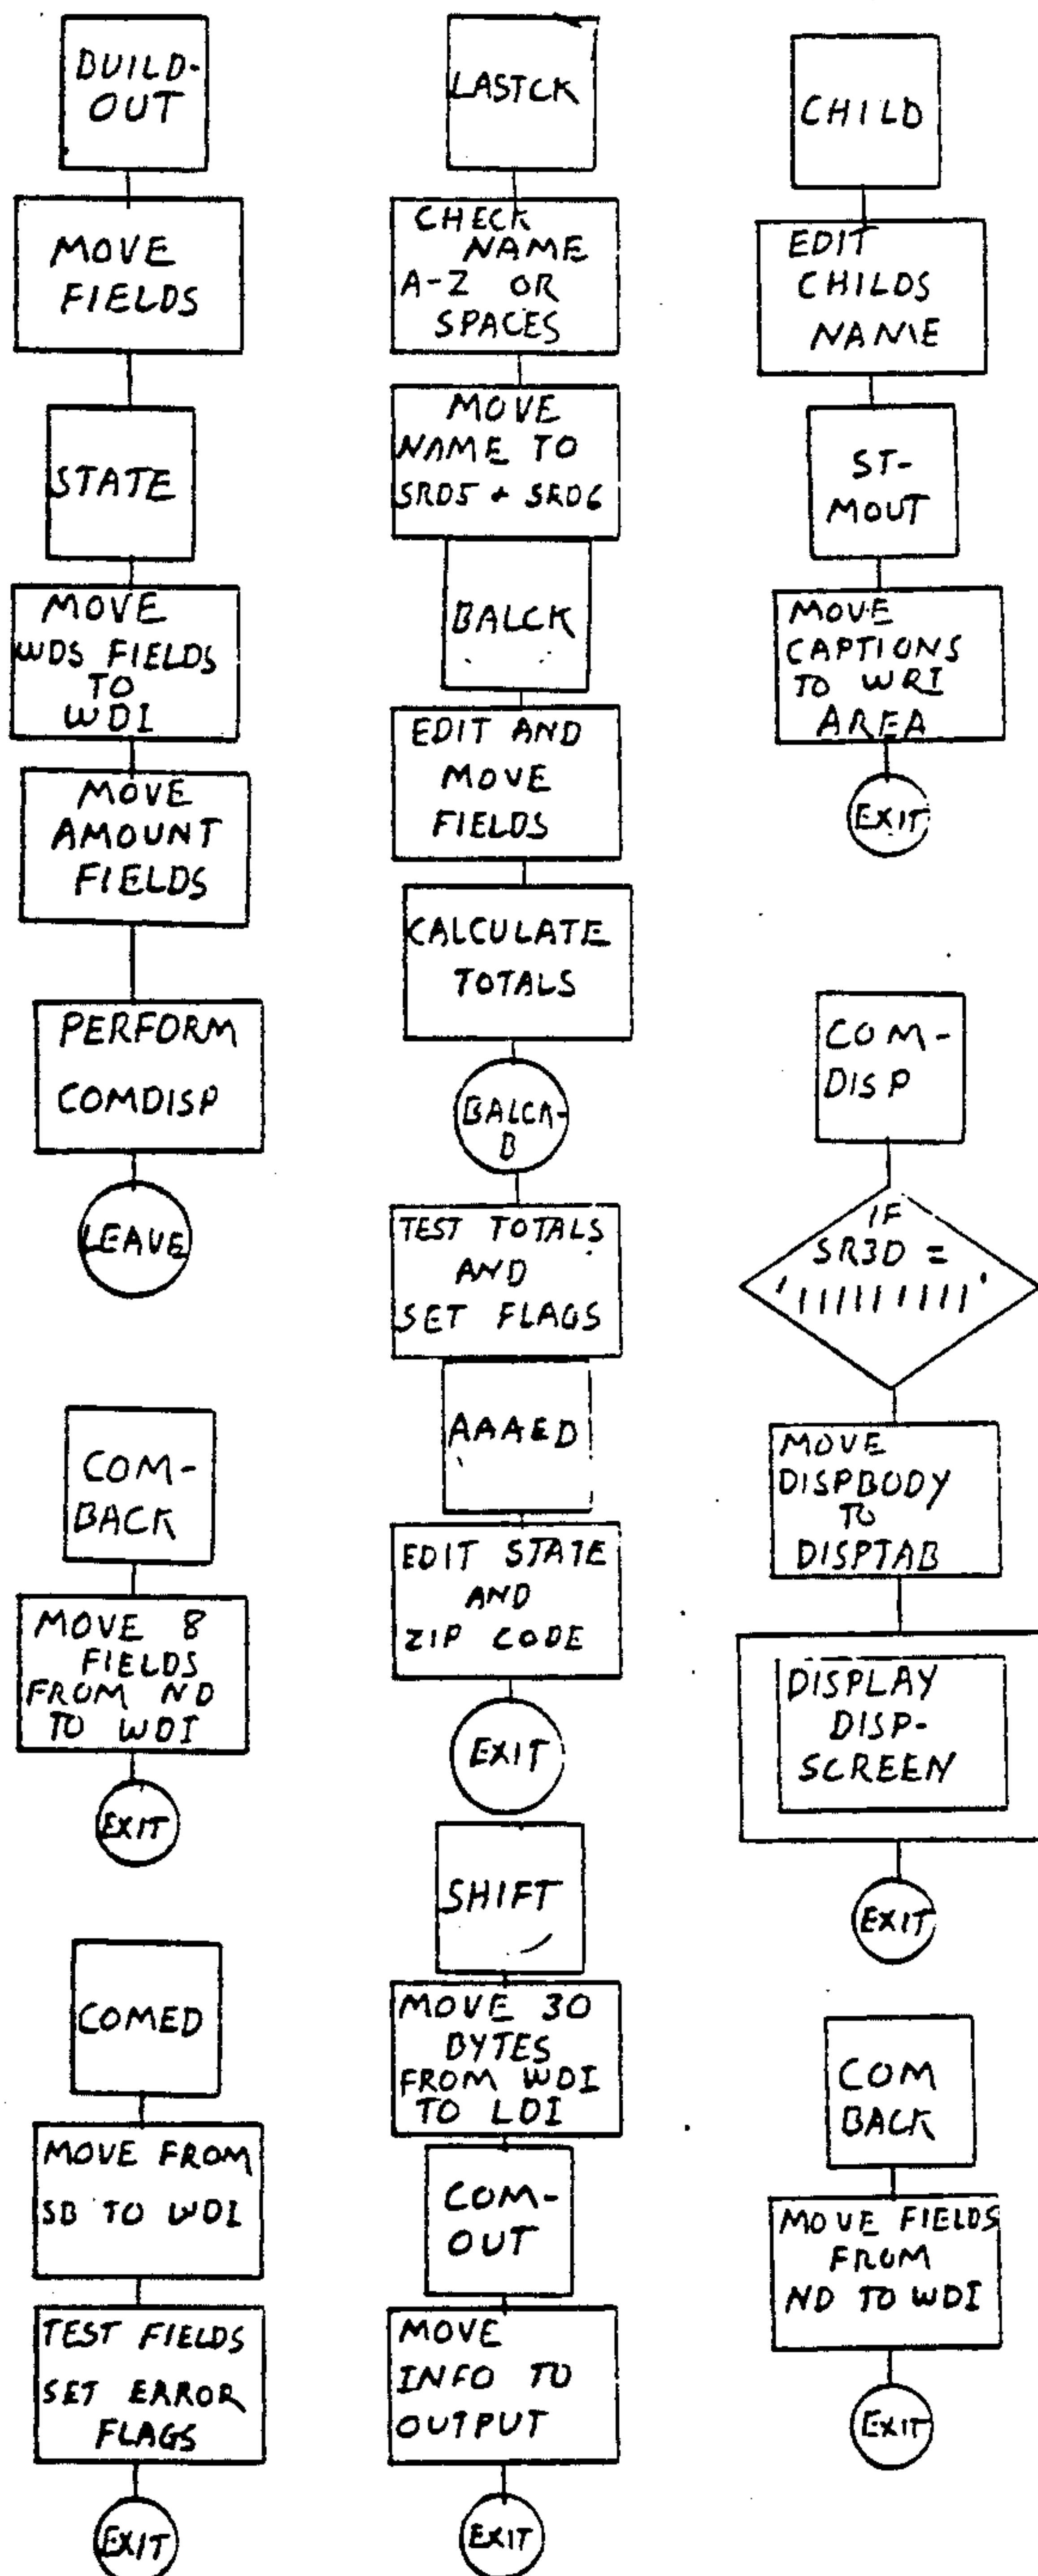 BUILD-
OUT
MOVE
FIELDS
STATE
MOVE
WDS FIELDS
TO
WDI
MOVE
AMOUNT
FIELDS
PERFORM
COMDISP
LEAVE
COM-
BACK
MOVE 8
FIELDS
FROM ND
TO WDI
EXIT
COMED
MOVE FROM
SB TO WDI
TEST FIELDS
SET ERROR
FLAGS
EXIT
LASTCK
CHECK
NAME
A-Z OR
SPACES
MOVE
NAME TO
SRD5 + SRD6
BALCK
EDIT AND
MOVE
FIELDS
CALCULATE
TOTALS
BALCA-
B
TEST TOTALS
AND
SET FLAGS
AAAED
EDIT STATE
AND
ZIP CODE
EXIT
SHIFT
MOVE 30
BYTES
FROM WDI
TO LDI
COM-
OUT
MOVE
INFO TO
OUTPUT
EXIT
CHILD
EDIT
CHILDS
NAME
ST-
MOUT
MOVE
CAPTIONS
TO WRI
AREA
EXIT
COM-
DISP
IF
SR3D =
'111111111'
MOVE
DISPBODY
TO
DISPTAB
DISPLAY
DISP-
SCREEN
EXIT
COM
BACK
MOVE FIELDS
FROM
ND TO WDI
EXIT